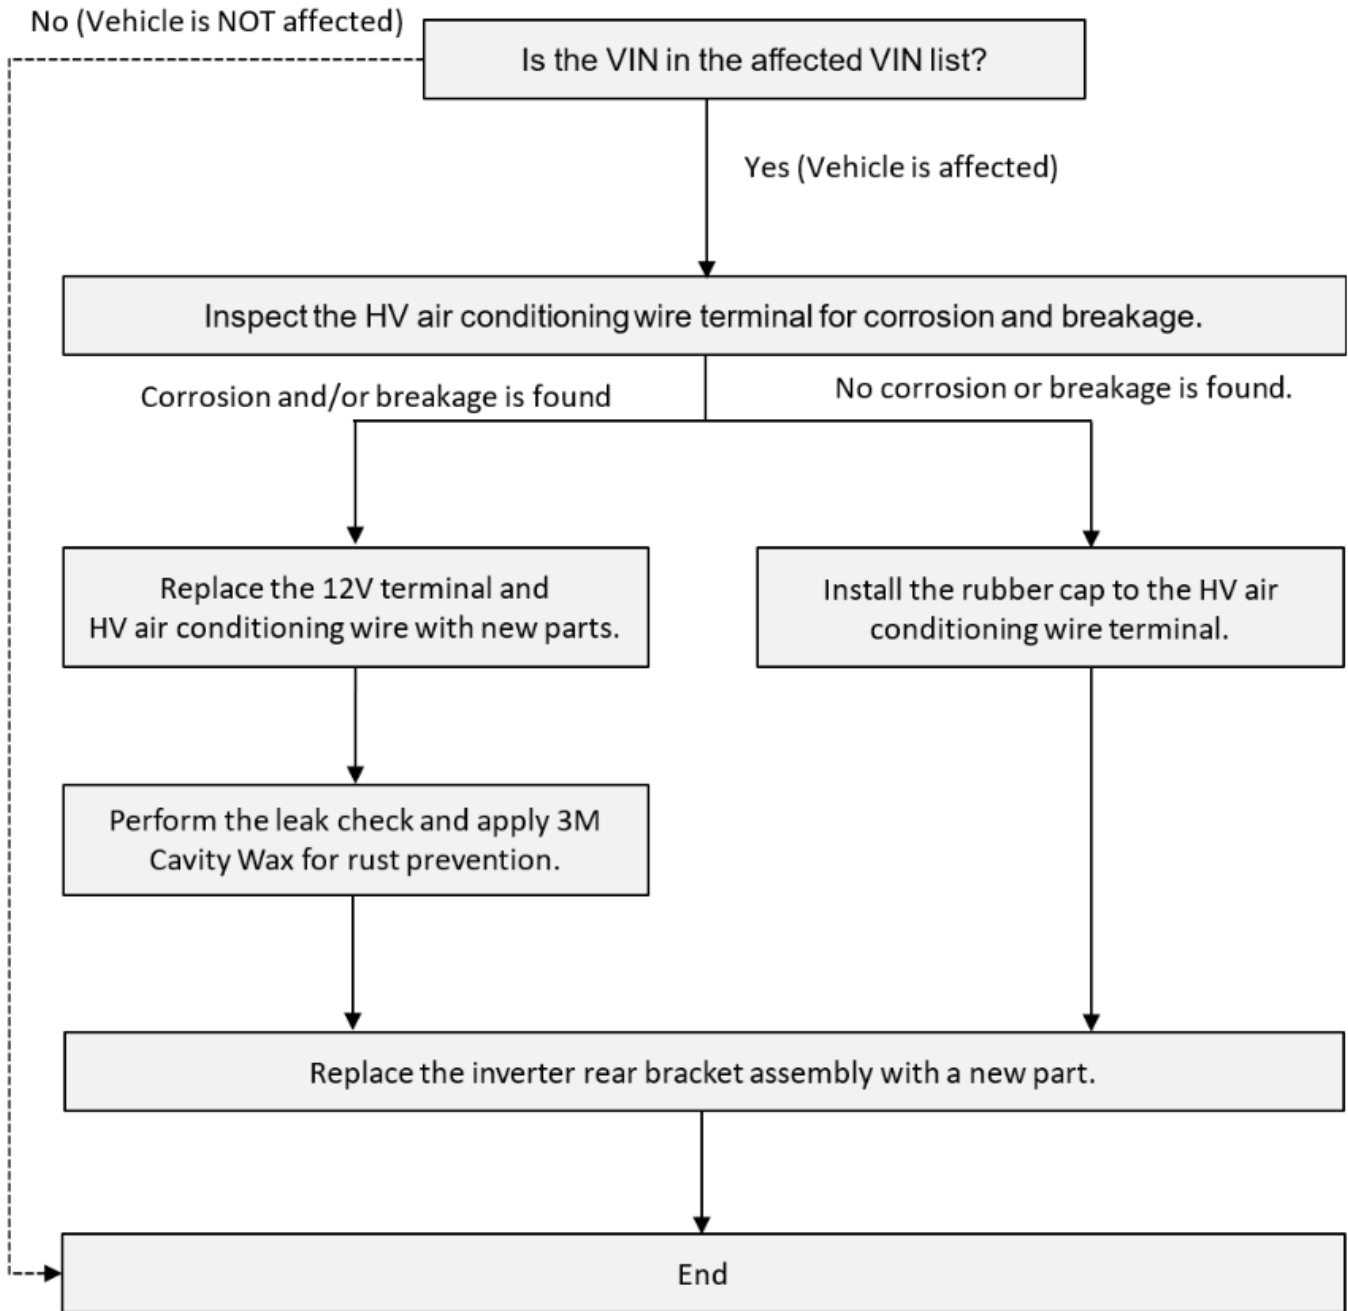 No (Vehicle is NOT affected)
Is the VIN in the affected VIN list?
Yes (Vehicle is affected)
Inspect the HV air conditioning wire terminal for corrosion and breakage.
Corrosion and/or breakage is found
No corrosion or breakage is found.
Replace the 12V terminal and
HV air conditioning wire with new parts.
Install the rubber cap to the HV air
conditioning wire terminal.
Perform the leak check and apply 3M
Cavity Wax for rust prevention.
Replace the inverter rear bracket assembly with a new part.
End